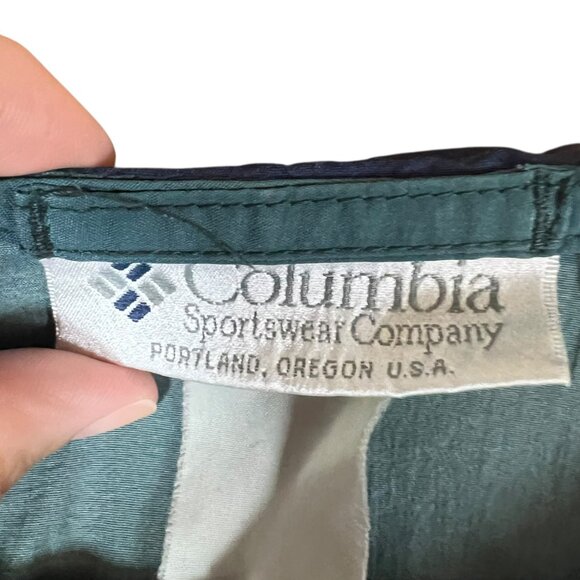 Columbia
Sportswear Company
PORTLAND, OREGON U.S.A.